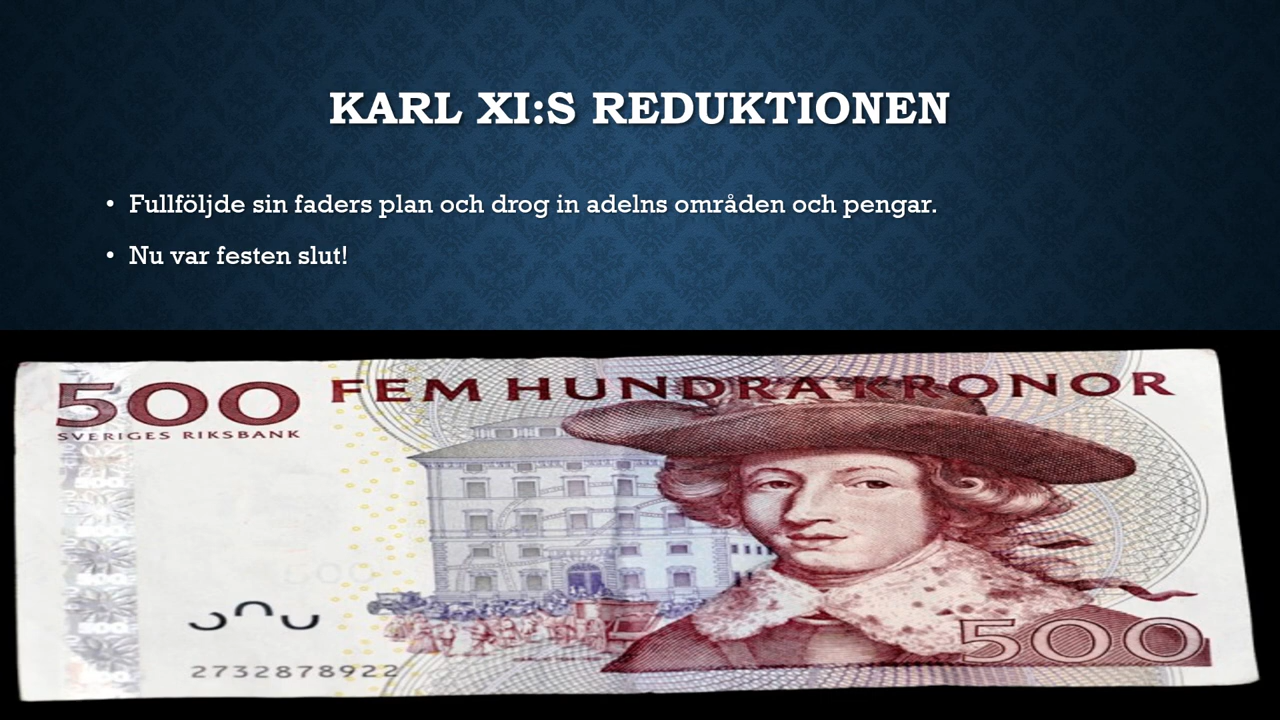 KARL XI:S REDUKTIONEN
• Fullföljde sin faders plan och drog in adelns områden och pengar.
• Nu var festen slut!
500 FEM HUNDRA KRONOR
SVERIGES RIKSBANK
500
2732878922